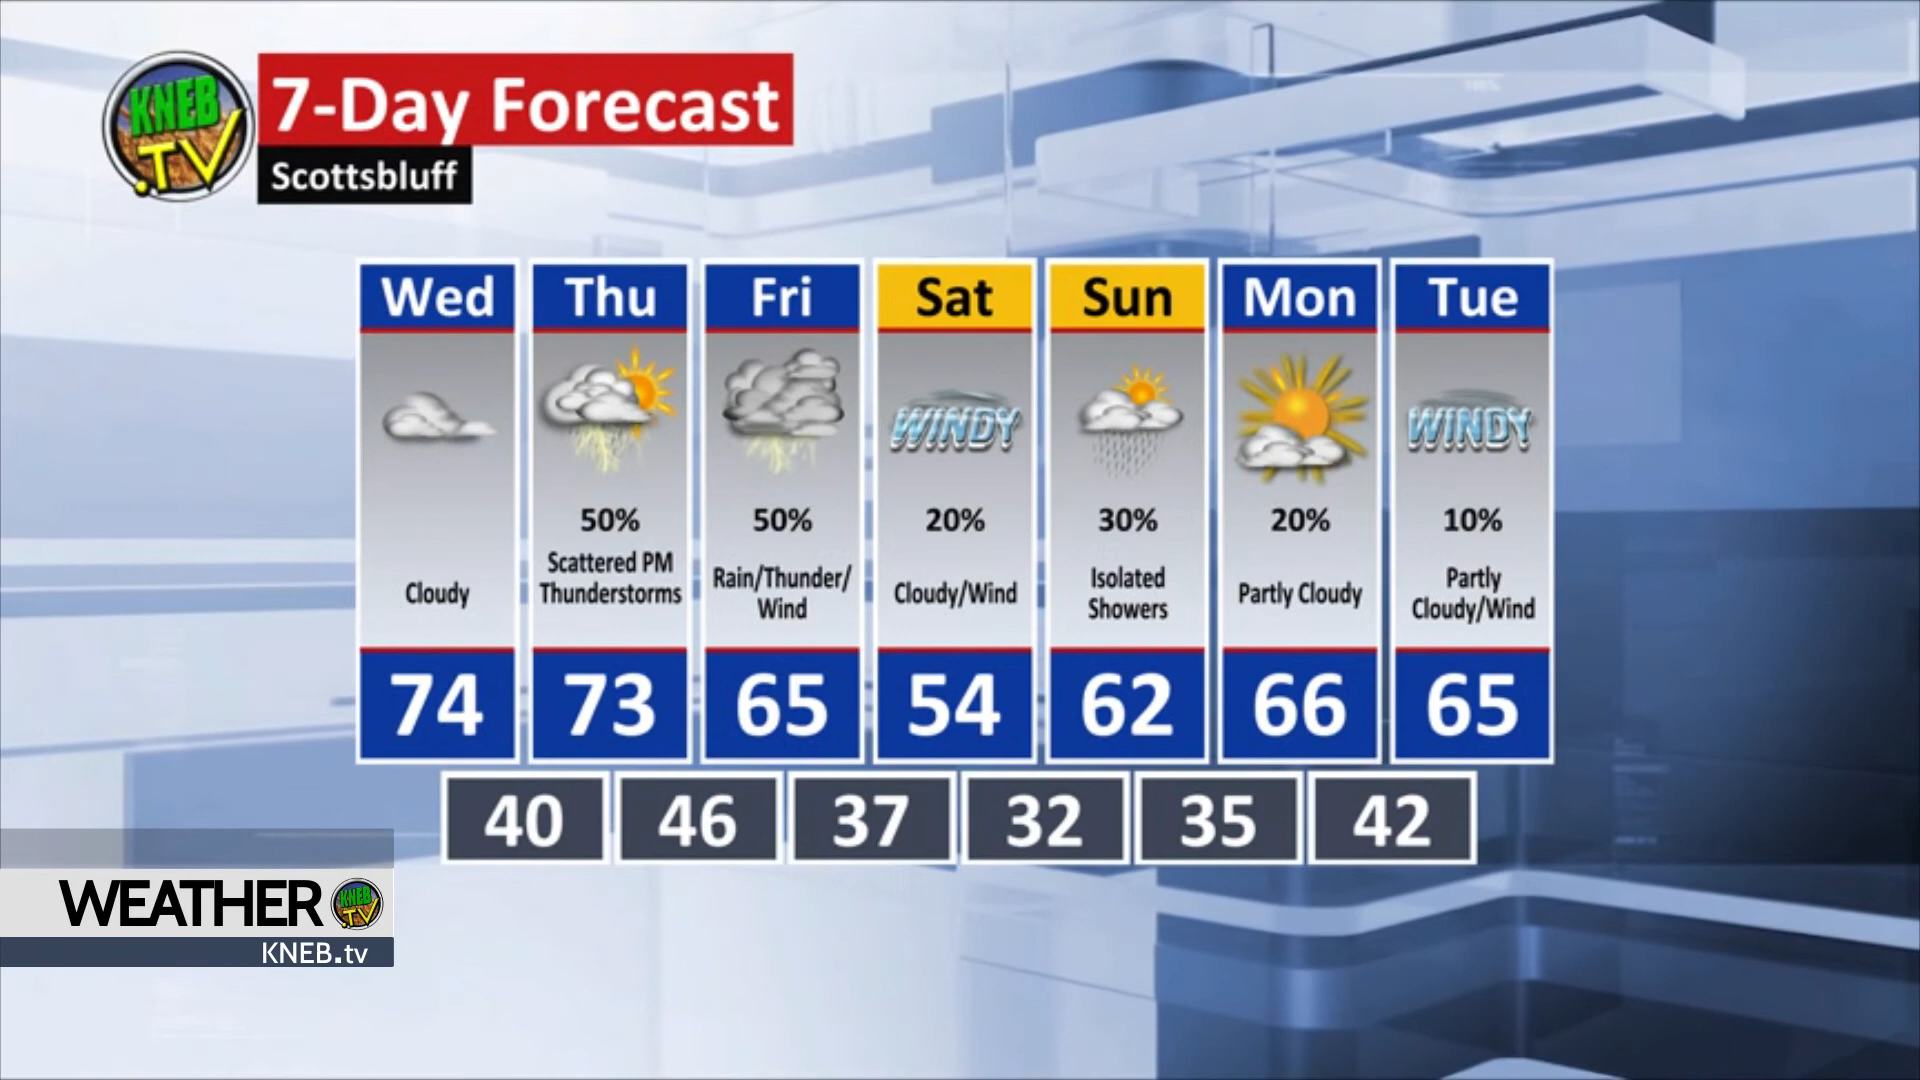 KNEB
.TV
7-Day Forecast
Scottsbluff
Wed
Cloudy
74
Thu
50%
Scattered PM
Thunderstorms
73
Fri
50%
Rain/Thunder/
Wind
65
Sat
WINDY
20%
Cloudy/Wind
54
Sun
30%
Isolated
Showers
62
Mon
20%
Partly Cloudy
66
Tue
WINDY
10%
Partly
Cloudy/Wind
65
40 46 37 32 35 42
WEATHER
KNEB
.TV
KNEB.tv